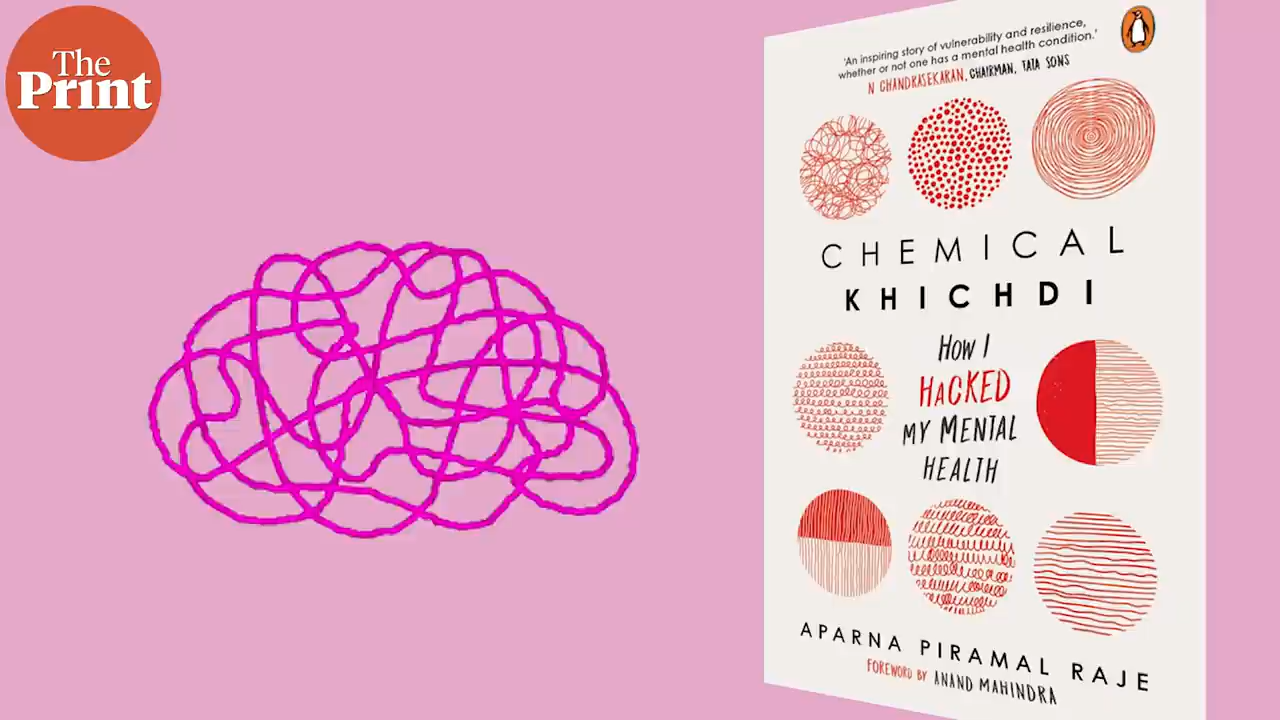 The
Print
'An inspiring story of vulnerability and resilience,
whether or not one has a mental health condition.'
N CHANDRASEKARAN, CHAIRMAN, TATA SONS
CHEMICAL
KHICHDI
HOW I
HACKED
MY MENTAL
HEALTH
APARNA PIRAMAL RAJE
FOREWORD BY ANAND MAHINDRA